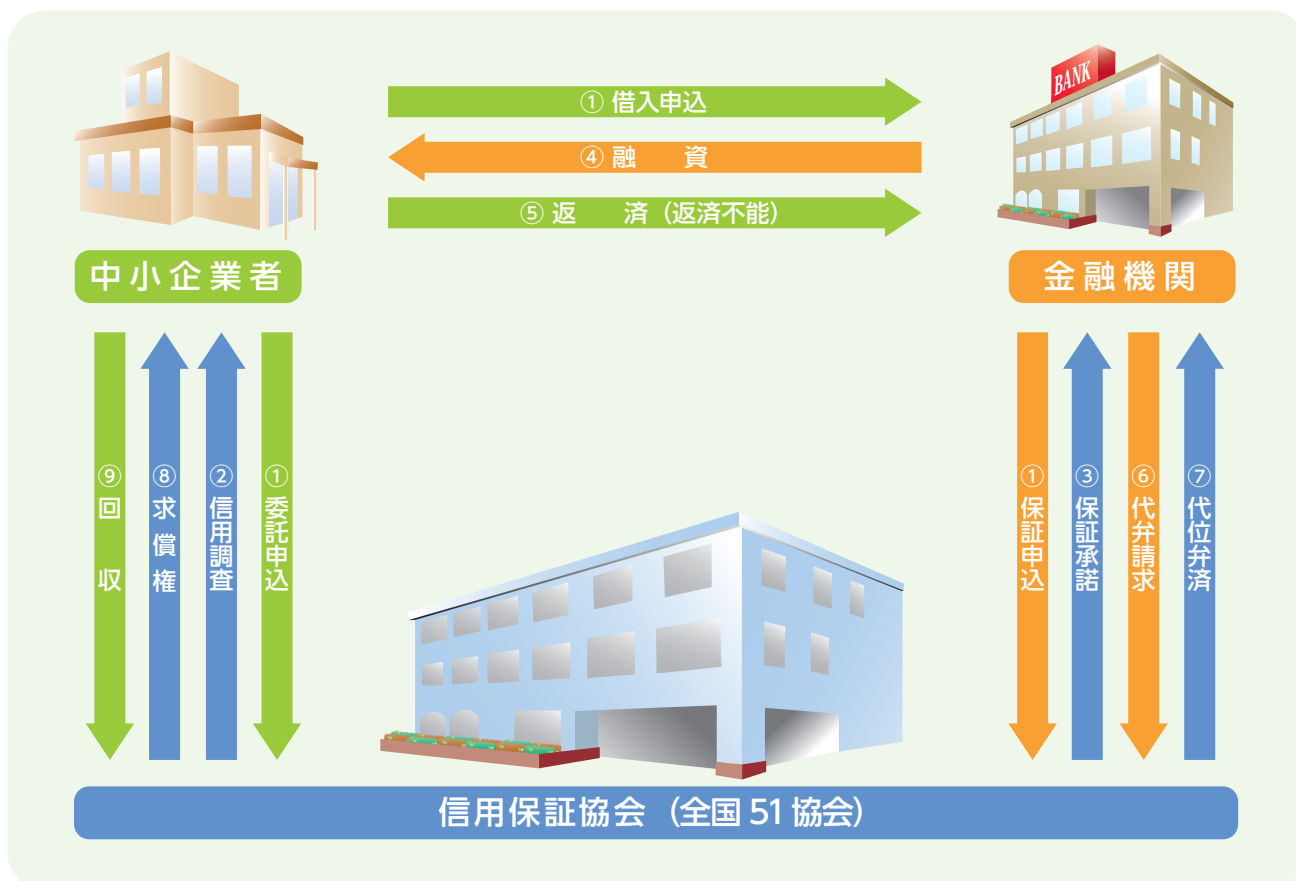 BANK
① 借入申込
④ 融　資
⑤ 返　済（返済不能）
中小企業者
金融機関
⑨回収
⑧求償権
②信用調査
①委託申込
①保証申込
③保証承諾
⑥代弁請求
⑦代位弁済
信用保証協会（全国 51 協会）